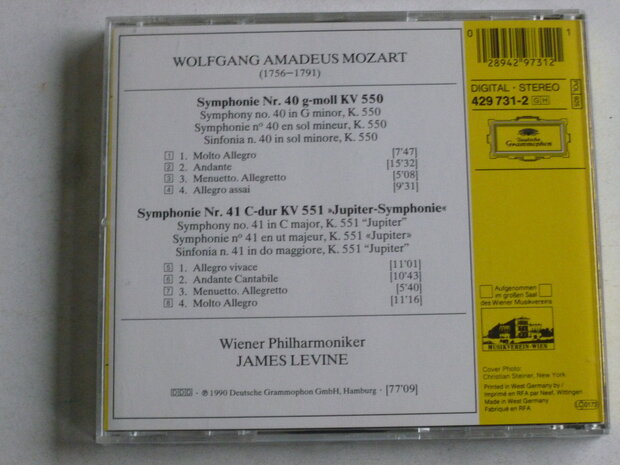 WOLFGANG AMADEUS MOZART
(1756–1791)
Symphonie Nr. 40 g-moll KV 550
Symphony no. 40 in G minor, K. 550
Symphonie nº 40 en sol mineur, K. 550
Sinfonia n. 40 in sol minore, K. 550
1 1. Molto Allegro [7'47]
2 2. Andante [15'32]
3 3. Menuetto. Allegretto [5'08]
4 4. Allegro assai [9'31]
Symphonie Nr. 41 C-dur KV 551 »Jupiter-Symphonie«
Symphony no. 41 in C major, K. 551 “Jupiter”
Symphonie nº 41 en ut majeur, K. 551 «Jupiter»
Sinfonia n. 41 in do maggiore, K. 551 “Jupiter”
5 1. Allegro vivace [11'01]
6 2. Andante Cantabile [10'43]
7 3. Menuetto. Allegretto [5'40]
8 4. Molto Allegro [11'16]
Wiener Philharmoniker
JAMES LEVINE
DDD · ℗ 1990 Deutsche Grammophon GmbH, Hamburg · [77'09]
0 28942 97312 1
DIGITAL · STEREO
429 731-2 GH
Deutsche
Grammophon
Aufgenommen
im großen Saal
des Wiener Musikvereins
MUSIKVEREIN·WIEN
Cover Photo:
Christian Steiner, New York
Printed in West Germany by /
Imprimé en RFA par Neef, Wittingen
Made in West Germany
Fabriqué en RFA